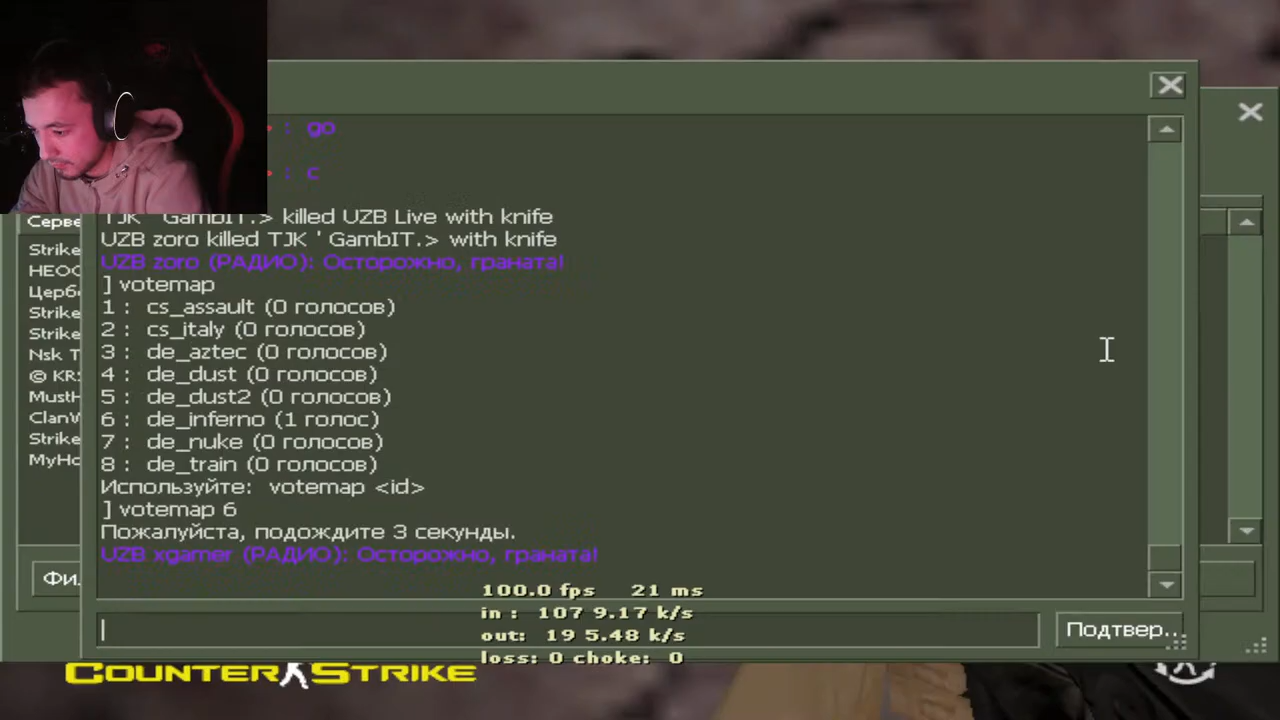 : go
: c
TJK ' GambIT.> killed UZB Live with knife
UZB zoro killed TJK ' GambIT.> with knife
UZB zoro (РАДИО): Осторожно, граната!
] votemap
1 : cs_assault (0 голосов)
2 : cs_italy (0 голосов)
3 : de_aztec (0 голосов)
4 : de_dust (0 голосов)
5 : de_dust2 (0 голосов)
6 : de_inferno (1 голос)
7 : de_nuke (0 голосов)
8 : de_train (0 голосов)
Используйте: votemap <id>
] votemap 6
Пожалуйста, подождите 3 секунды.
UZB xgamer (РАДИО): Осторожно, граната!
Серве
Strike
НЕОС
Цербе
Strike
Strike
Nsk T
© KRS
MustH
ClanW
Strike
MyHo
Фи
100.0 fps 21 ms
in : 107 9.17 k/s
out: 19 5.48 k/s
loss: 0 choke: 0
Подтвер...
COUNTER STRIKE